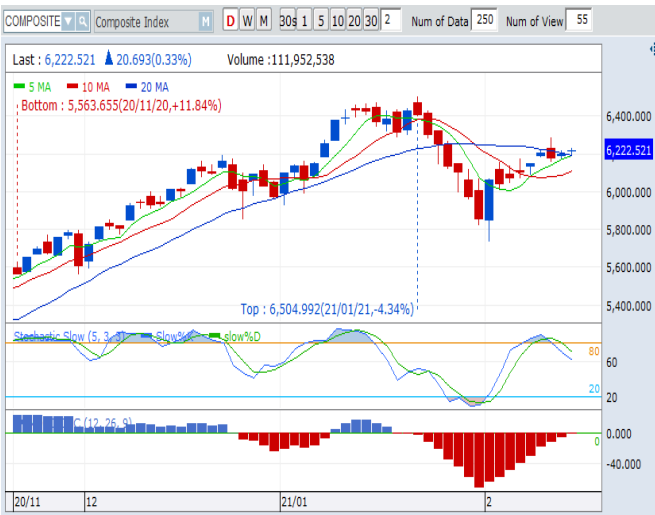 COMPOSITE Composite Index M D W M 30s 1 5 10 20 30 2 Num of Data 250 Num of View 55
Last : 6,222.521 ▲ 20.693(0.33%) Volume :111,952,538
5 MA 10 MA 20 MA
Bottom : 5,563.655(20/11/20,+11.84%)
6,400.000
6,222.521
6,000.000
5,800.000
5,600.000
5,400.000
Top : 6,504.992(21/01/21,-4.34%)
Stochastic Slow (5, 3, 3) slow%D
80
60
20
20
C (12, 26, 9)
0
0.000
-40.000
20/11 12 21/01 2